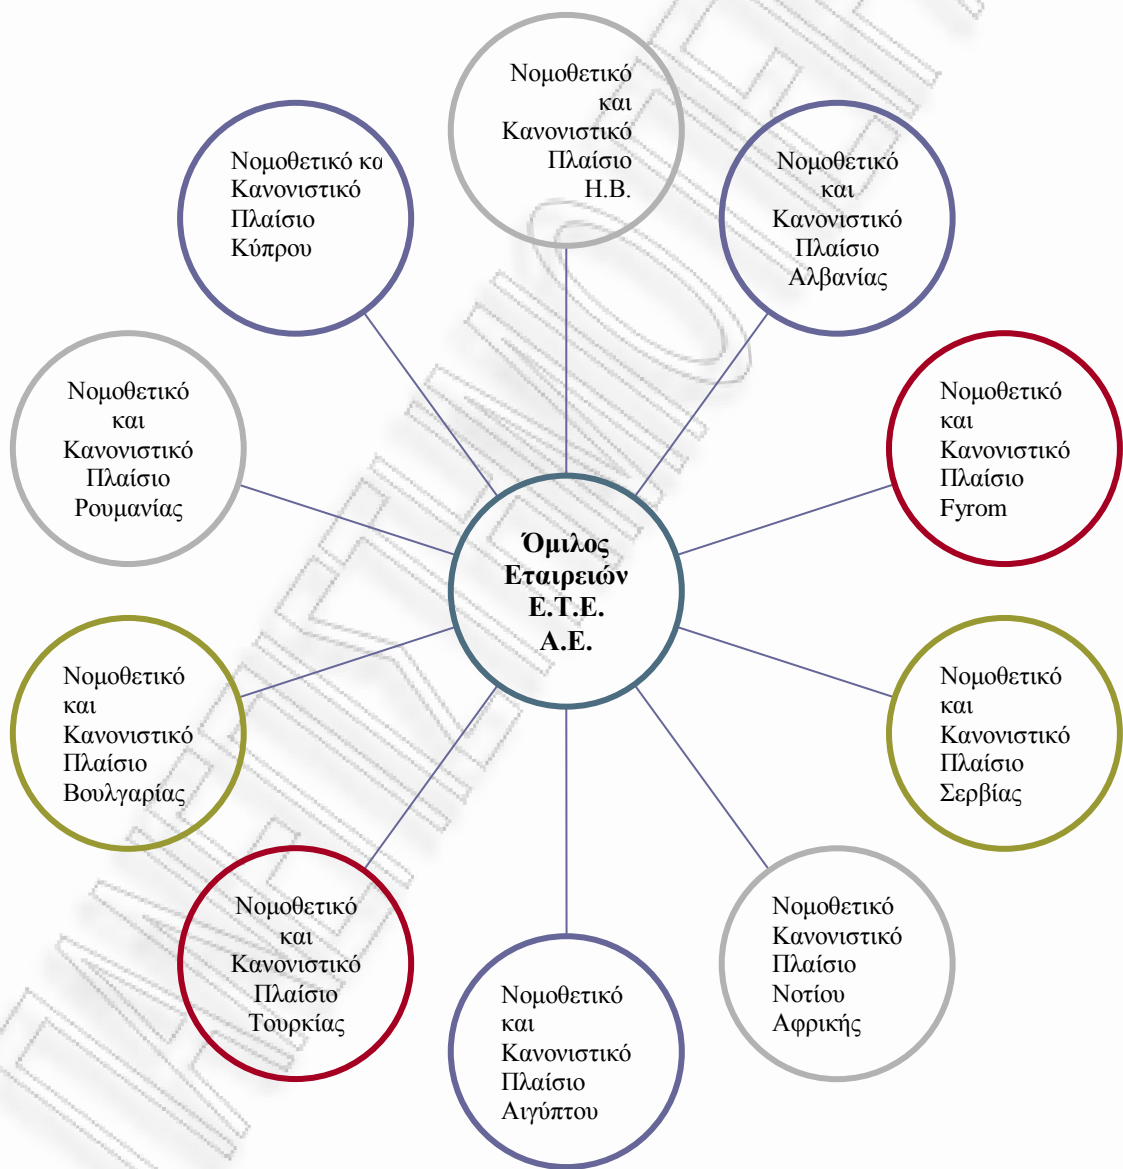 Νομοθετικό
και
Κανονιστικό
Πλαίσιο
Η.Β.
Νομοθετικό
και
Κανονιστικό
Πλαίσιο
Αλβανίας
Νομοθετικό
και
Κανονιστικό
Πλαίσιο
Fyrom
Νομοθετικό
και
Κανονιστικό
Πλαίσιο
Σερβίας
Νομοθετικό
Κανονιστικό
Πλαίσιο
Νοτίου
Αφρικής
Νομοθετικό
και
Κανονιστικό
Πλαίσιο
Αιγύπτου
Νομοθετικό
και
Κανονιστικό
Πλαίσιο
Τουρκίας
Νομοθετικό
και
Κανονιστικό
Πλαίσιο
Βουλγαρίας
Νομοθετικό
και
Κανονιστικό
Πλαίσιο
Ρουμανίας
Νομοθετικό κα
Κανονιστικό
Πλαίσιο
Κύπρου
Όμιλος
Εταιρειών
Ε.Τ.Ε.
Α.Ε.